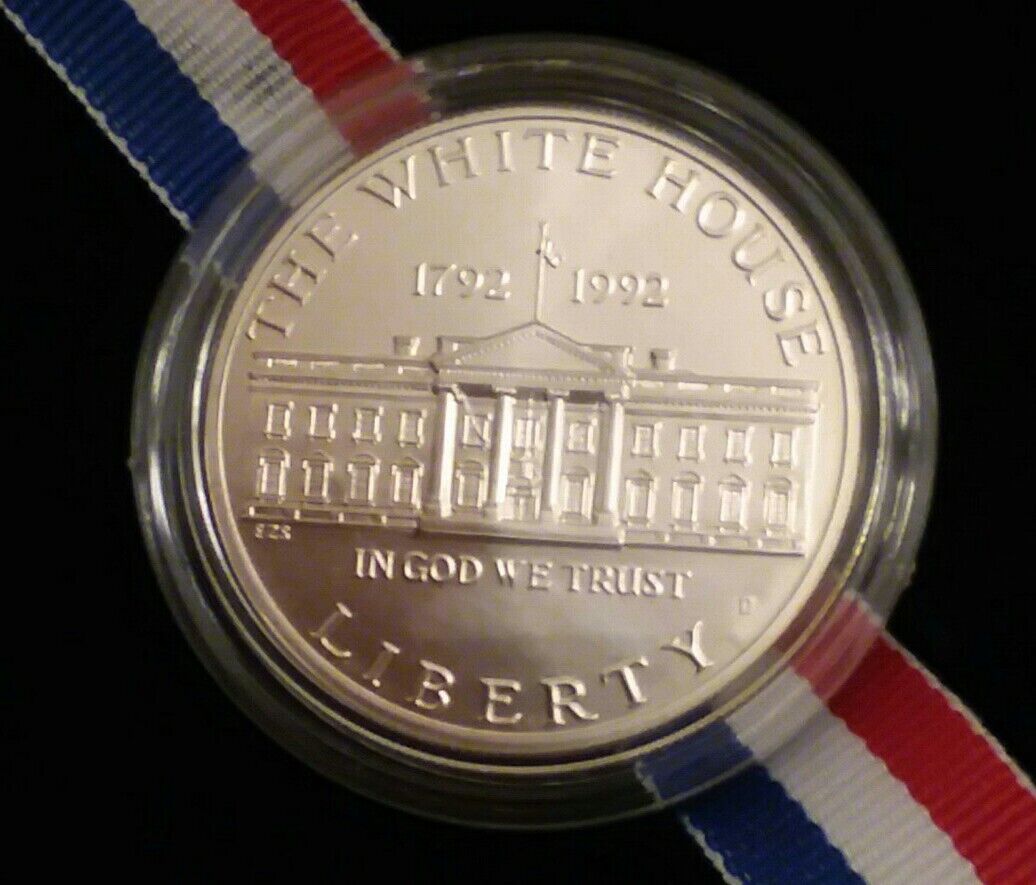 THE WHITE HOUSE
1792 1992
IN GOD WE TRUST
D
LIBERTY